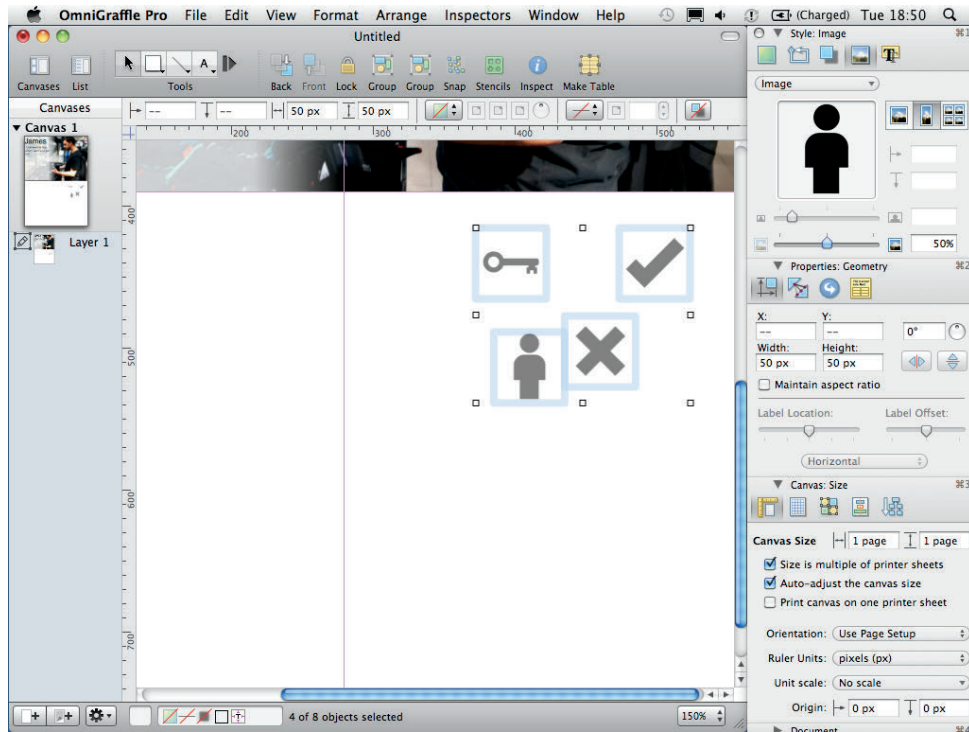 OmniGraffle Pro File Edit View Format Arrange Inspectors Window Help (Charged) Tue 18:50
Untitled
Style: Image ⌘1
Canvases List Tools Back Front Lock Group Group Snap Stencils Inspect Make Table
Image
Canvases -- -- 50 px 50 px
200 300 400 500
Canvas 1
James
Layer 1
400
500
600
700
50%
Properties: Geometry ⌘2
X: Y:
-- -- 0°
Width: Height:
50 px 50 px
Maintain aspect ratio
Label Location: Label Offset:
Horizontal
Canvas: Size ⌘3
Canvas Size 1 page 1 page
Size is multiple of printer sheets
Auto-adjust the canvas size
Print canvas on one printer sheet
Orientation: Use Page Setup
Ruler Units: pixels (px)
Unit scale: No scale
Origin: 0 px 0 px
Document ⌘4
4 of 8 objects selected 150%